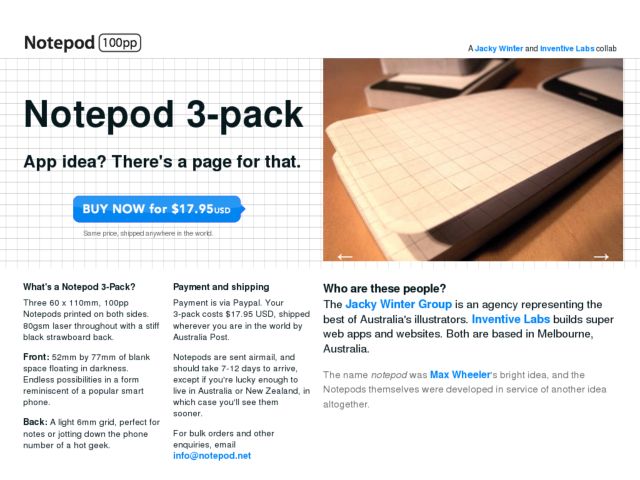 Notepod 100pp
A Jacky Winter and Inventive Labs collab
Notepod 3-pack
App idea? There's a page for that.
BUY NOW for $17.95USD
Same price, shipped anywhere in the world.
← →
What's a Notepod 3-Pack?
Three 60 x 110mm, 100pp
Notepods printed on both sides.
80gsm laser throughout with a stiff
black strawboard back.
Front: 52mm by 77mm of blank
space floating in darkness.
Endless possibilities in a form
reminiscent of a popular smart
phone.
Back: A light 6mm grid, perfect for
notes or jotting down the phone
number of a hot geek.
Payment and shipping
Payment is via Paypal. Your
3-pack costs $17.95 USD, shipped
wherever you are in the world by
Australia Post.
Notepods are sent airmail, and
should take 7-12 days to arrive,
except if you're lucky enough to
live in Australia or New Zealand, in
which case you'll see them
sooner.
For bulk orders and other
enquiries, email
info@notepod.net
Who are these people?
The Jacky Winter Group is an agency representing the
best of Australia's illustrators. Inventive Labs builds super
web apps and websites. Both are based in Melbourne,
Australia.
The name notepod was Max Wheeler's bright idea, and the
Notepods themselves were developed in service of another idea
altogether.